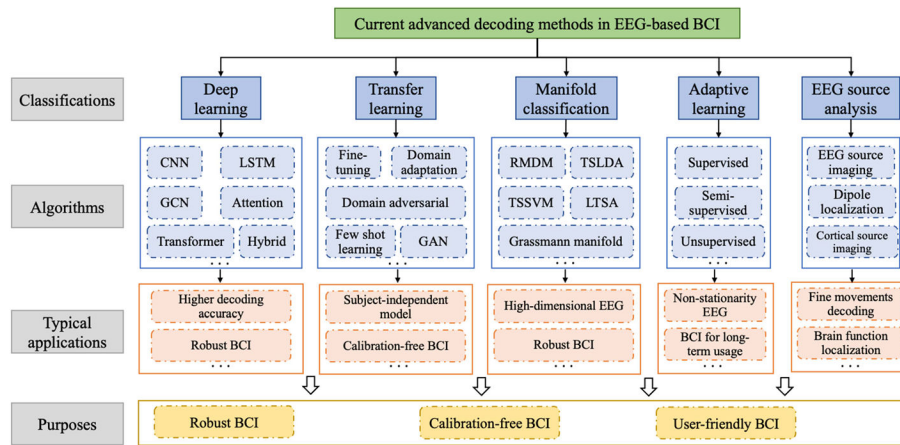 Current advanced decoding methods in EEG-based BCI
Classifications
Deep
learning
Transfer
learning
Manifold
classification
Adaptive
learning
EEG source
analysis
Algorithms
CNN
LSTM
GCN
Attention
Transformer
Hybrid
...
Fine-
tuning
Domain
adaptation
Domain adversarial
Few shot
learning
GAN
...
RMDM
TSLDA
TSSVM
LTSA
Grassmann manifold
...
Supervised
Semi-
supervised
Unsupervised
...
EEG source
imaging
Dipole
localization
Cortical source
imaging
...
Typical
applications
Higher decoding
accuracy
Robust BCI
...
Subject-independent
model
Calibration-free BCI
...
High-dimensional EEG
Robust BCI
...
Non-stationarity
EEG
BCI for long-
term usage
...
Fine movements
decoding
Brain function
localization
...
Purposes
Robust BCI
Calibration-free BCI
User-friendly BCI